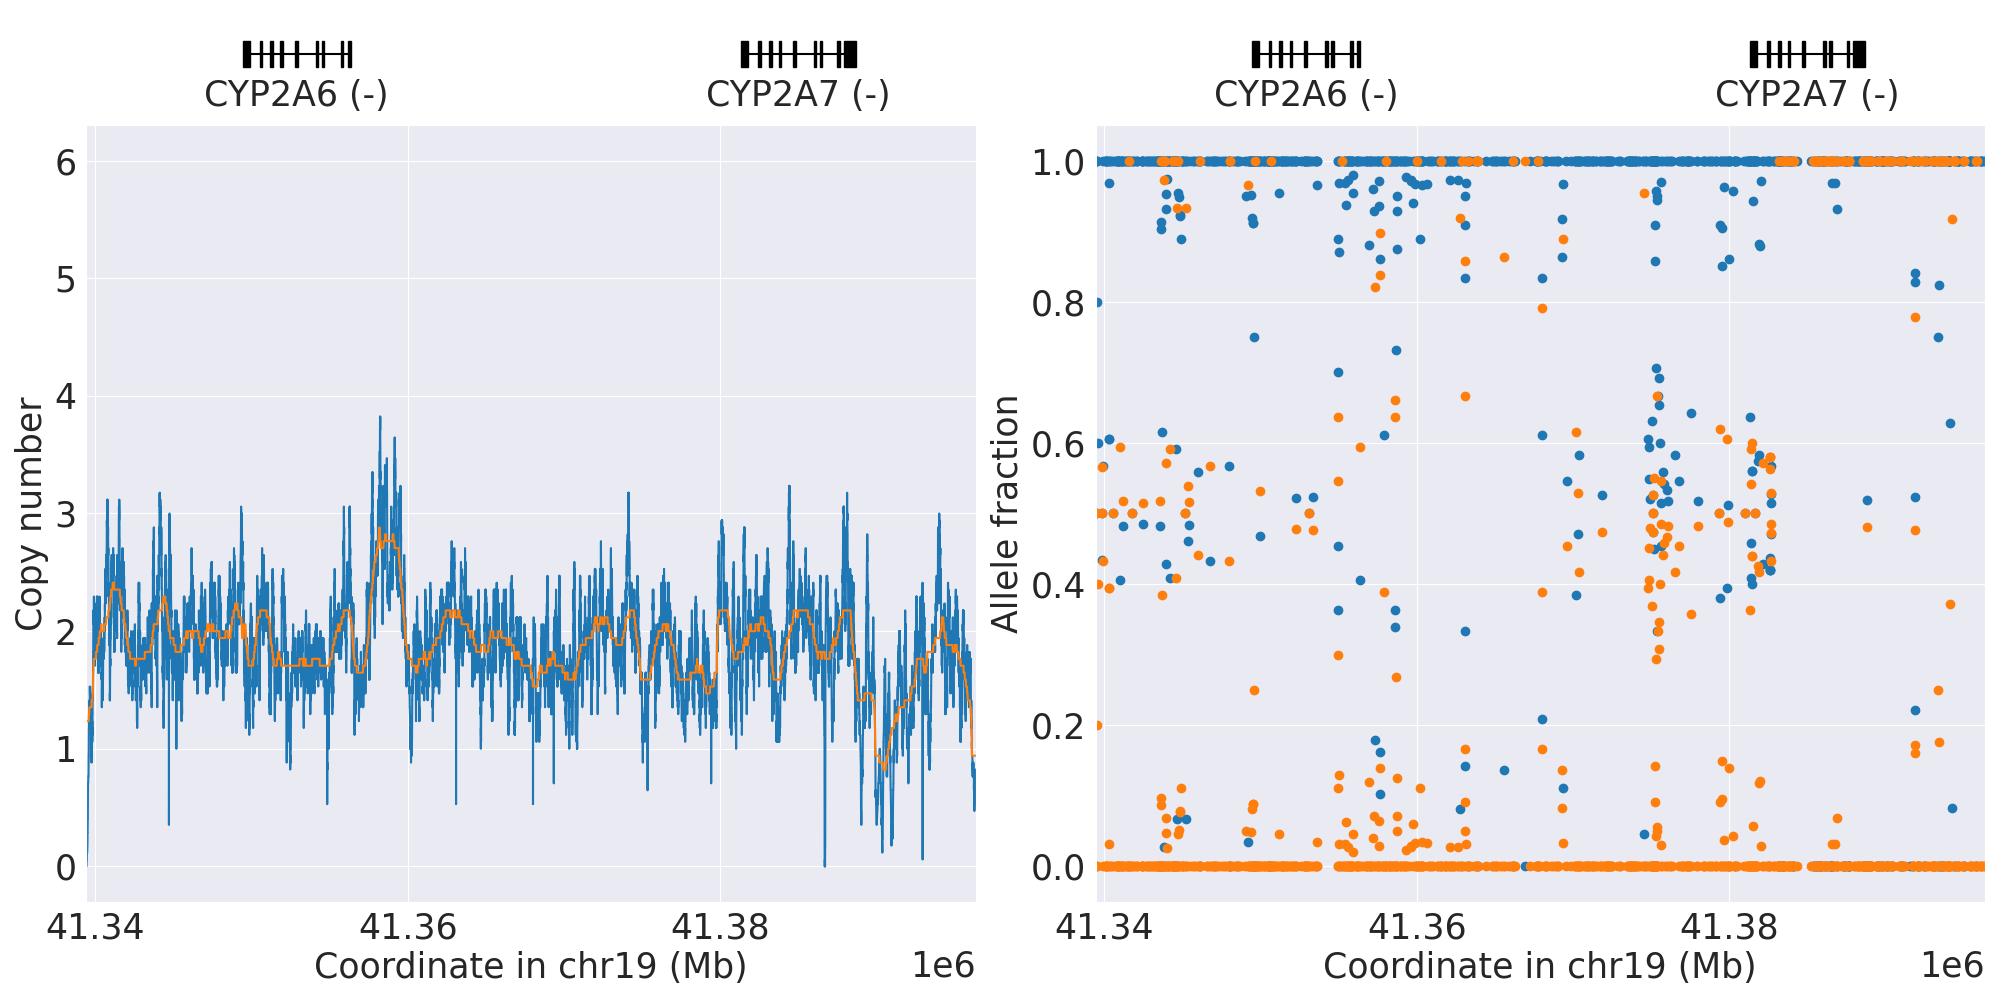 CYP2A6 (-)
CYP2A7 (-)
6
5
4
3
2
1
0
Copy number
41.34
41.36
41.38
Coordinate in chr19 (Mb)
1e6
CYP2A6 (-)
CYP2A7 (-)
1.0
0.8
0.6
0.4
0.2
0.0
Allele fraction
41.34
41.36
41.38
Coordinate in chr19 (Mb)
1e6